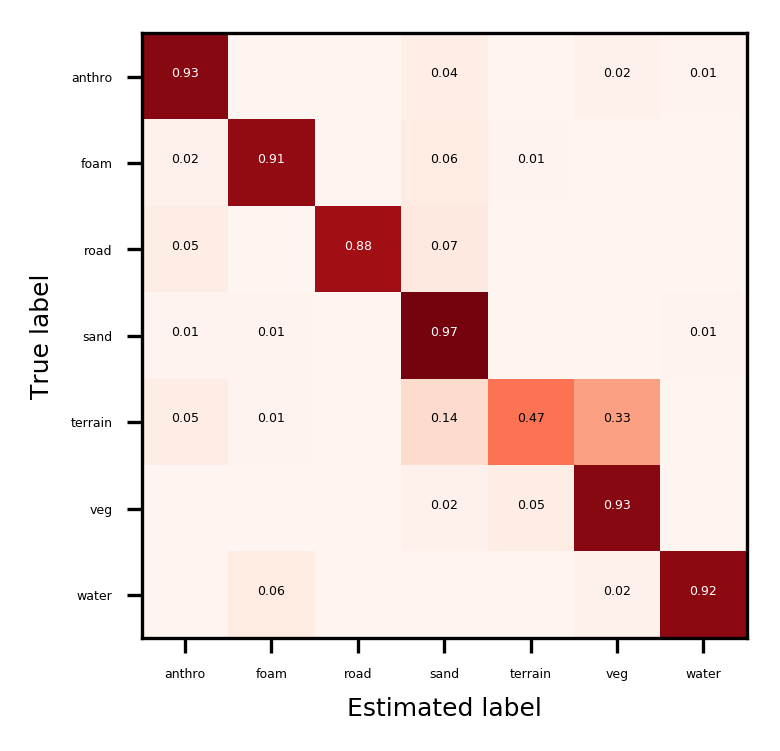 anthro 0.93 0.04 0.02 0.01
foam 0.02 0.91 0.06 0.01
road 0.05 0.88 0.07
sand 0.01 0.01 0.97 0.01
terrain 0.05 0.01 0.14 0.47 0.33
veg 0.02 0.05 0.93
water 0.06 0.02 0.92
True label
anthro foam road sand terrain veg water
Estimated label